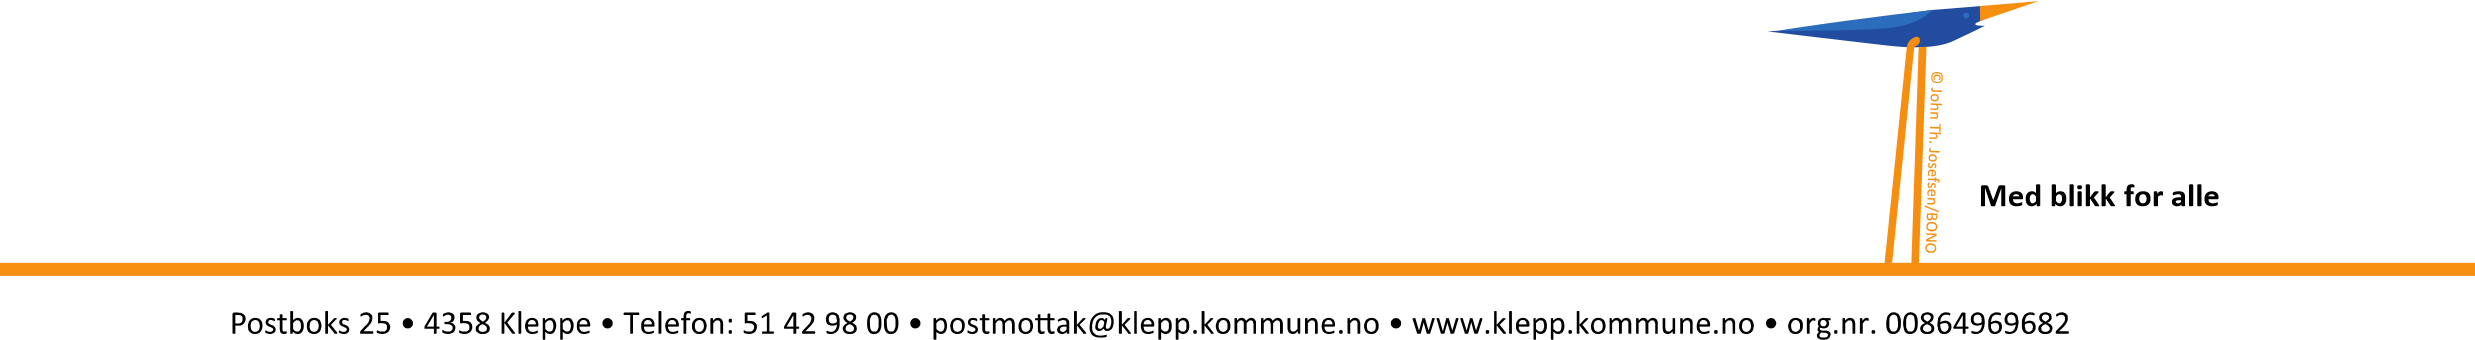 © John Th. Josefsen/BONO
Med blikk for alle
Postboks 25 • 4358 Kleppe • Telefon: 51 42 98 00 • postmottak@klepp.kommune.no • www.klepp.kommune.no • org.nr. 00864969682